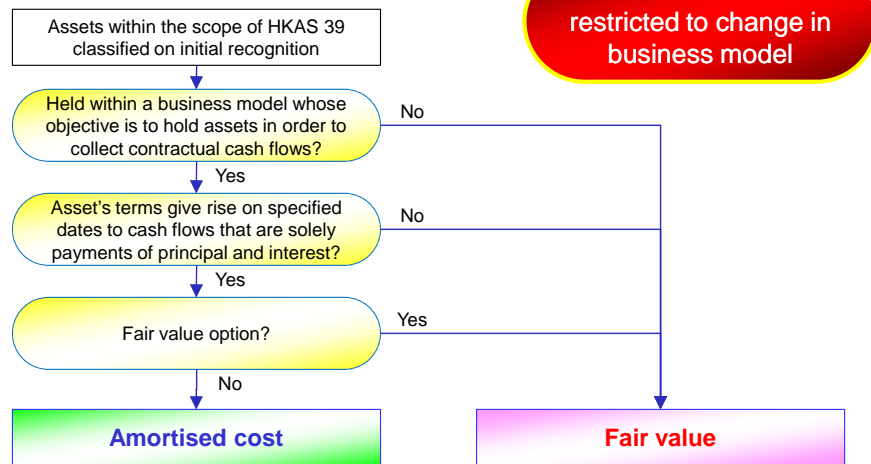 Assets within the scope of HKAS 39
classified on initial recognition
restricted to change in
business model
Held within a business model whose
objective is to hold assets in order to
collect contractual cash flows?
No
Yes
Asset's terms give rise on specified
dates to cash flows that are solely
payments of principal and interest?
No
Yes
Fair value option?
Yes
No
Amortised cost
Fair value